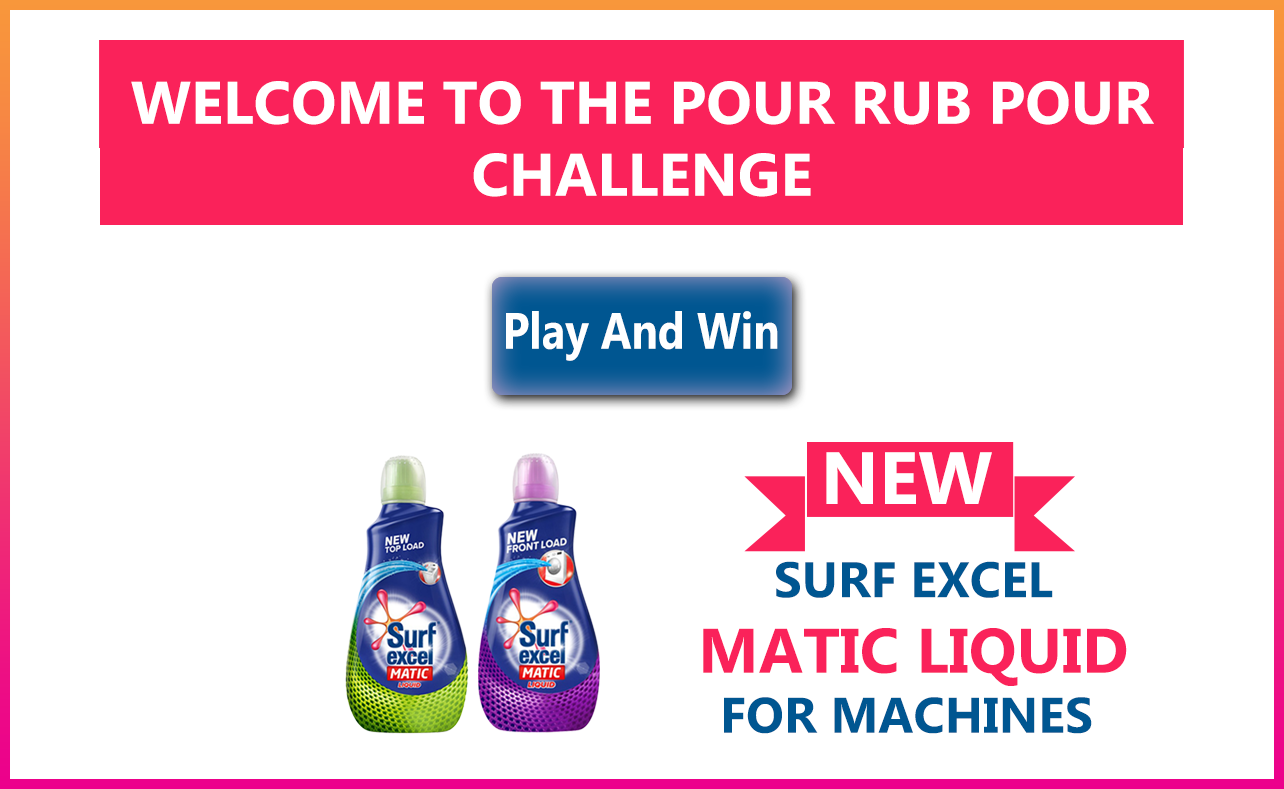 WELCOME TO THE POUR RUB POUR
CHALLENGE
Play And Win
NEW
TOP LOAD
Surf
excel
MATIC
LIQUID
NEW
FRONT LOAD
Surf
excel
MATIC
LIQUID
NEW
SURF EXCEL
MATIC LIQUID
FOR MACHINES